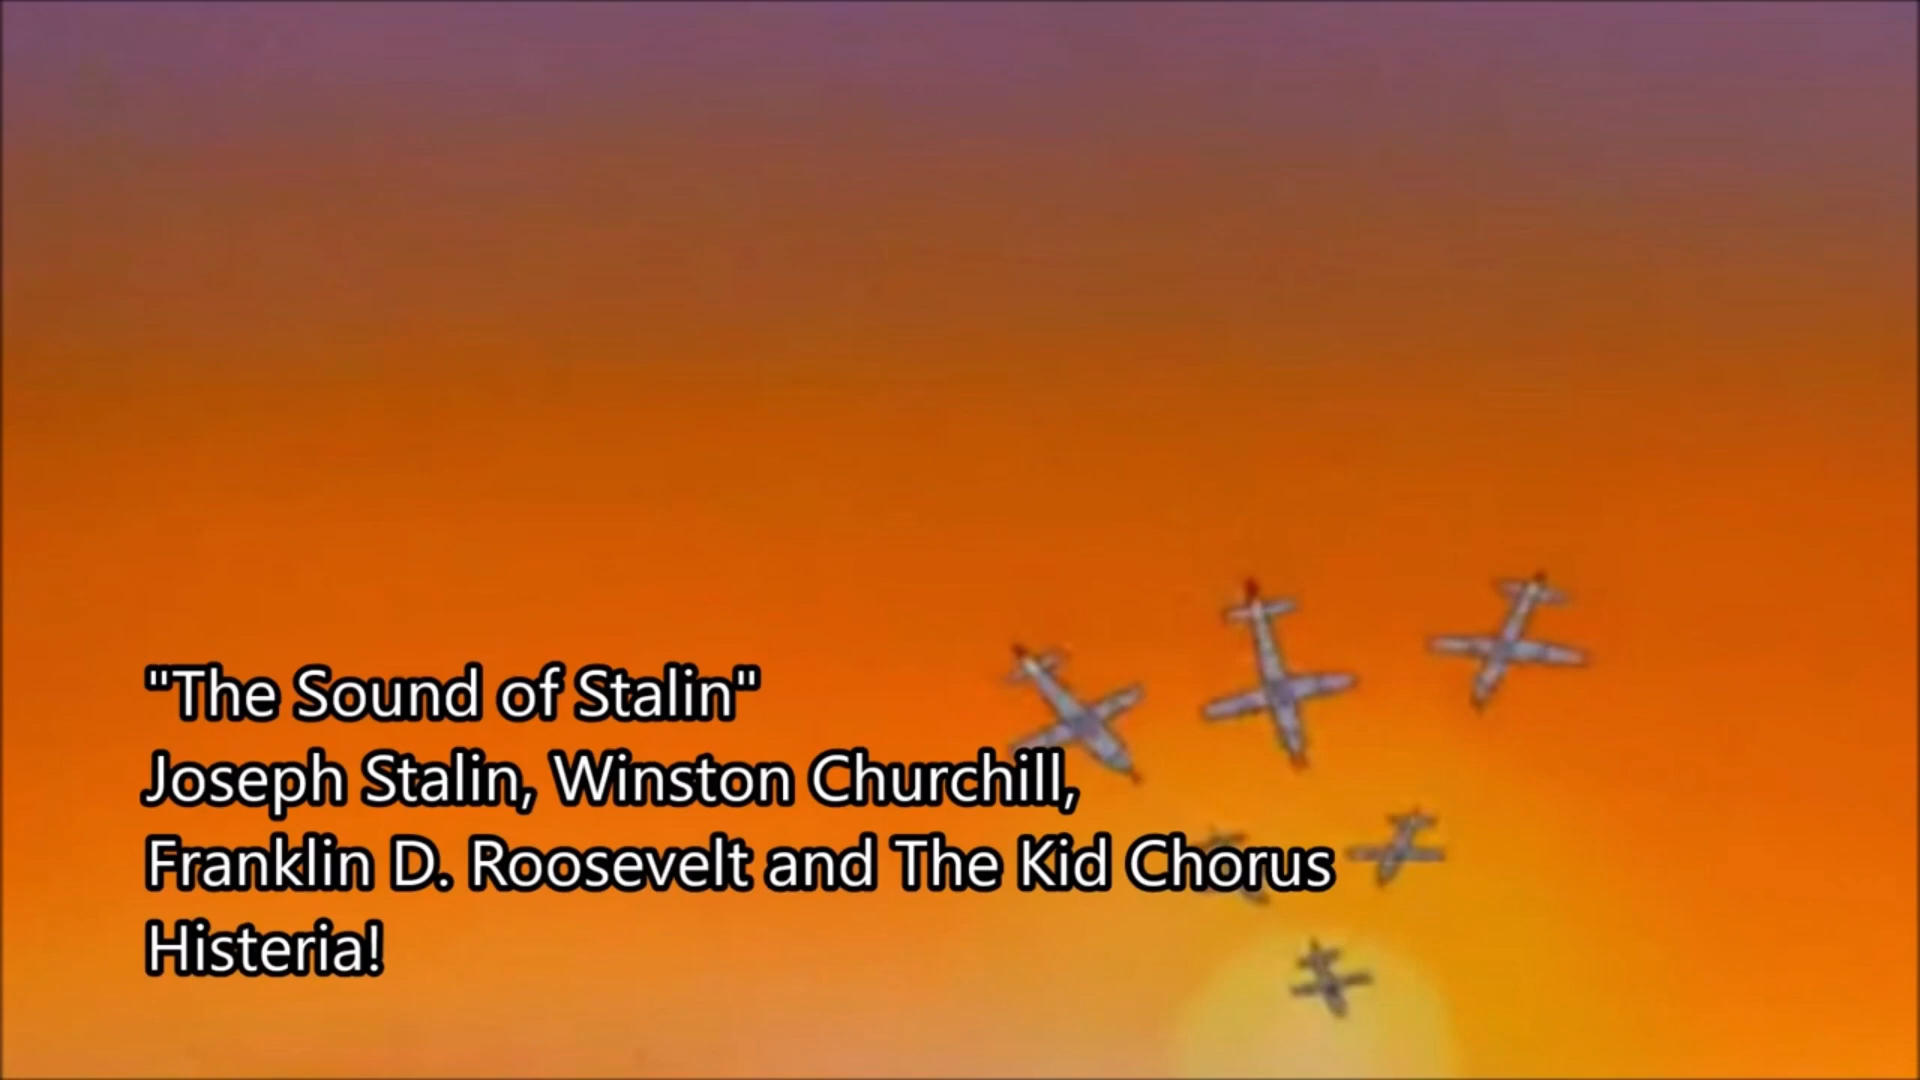 "The Sound of Stalin"
Joseph Stalin, Winston Churchill,
Franklin D. Roosevelt and The Kid Chorus
Histeria!